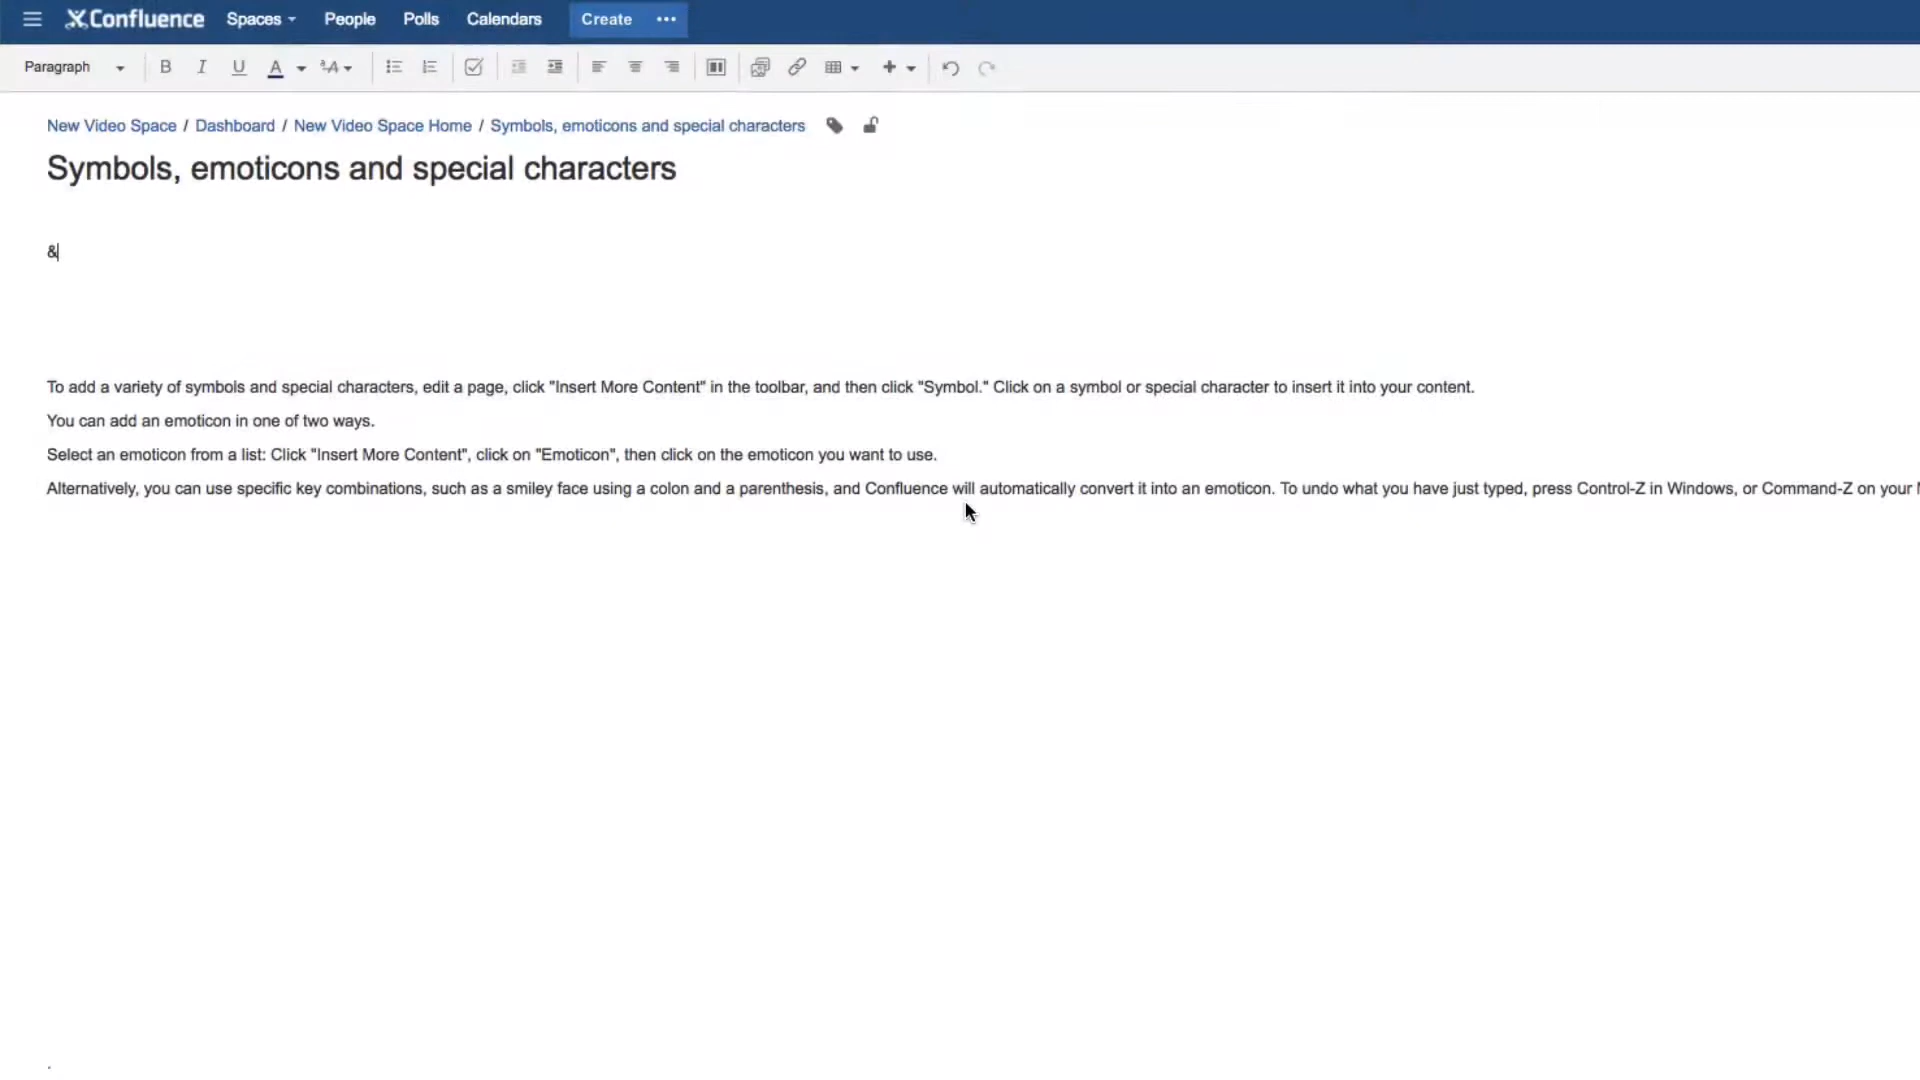 Confluence Spaces People Polls Calendars Create
Paragraph B I U A A
New Video Space / Dashboard / New Video Space Home / Symbols, emoticons and special characters
Symbols, emoticons and special characters
&
To add a variety of symbols and special characters, edit a page, click "Insert More Content" in the toolbar, and then click "Symbol." Click on a symbol or special character to insert it into your content.
You can add an emoticon in one of two ways.
Select an emoticon from a list: Click "Insert More Content", click on "Emoticon", then click on the emoticon you want to use.
Alternatively, you can use specific key combinations, such as a smiley face using a colon and a parenthesis, and Confluence will automatically convert it into an emoticon. To undo what you have just typed, press Control-Z in Windows, or Command-Z on your
.